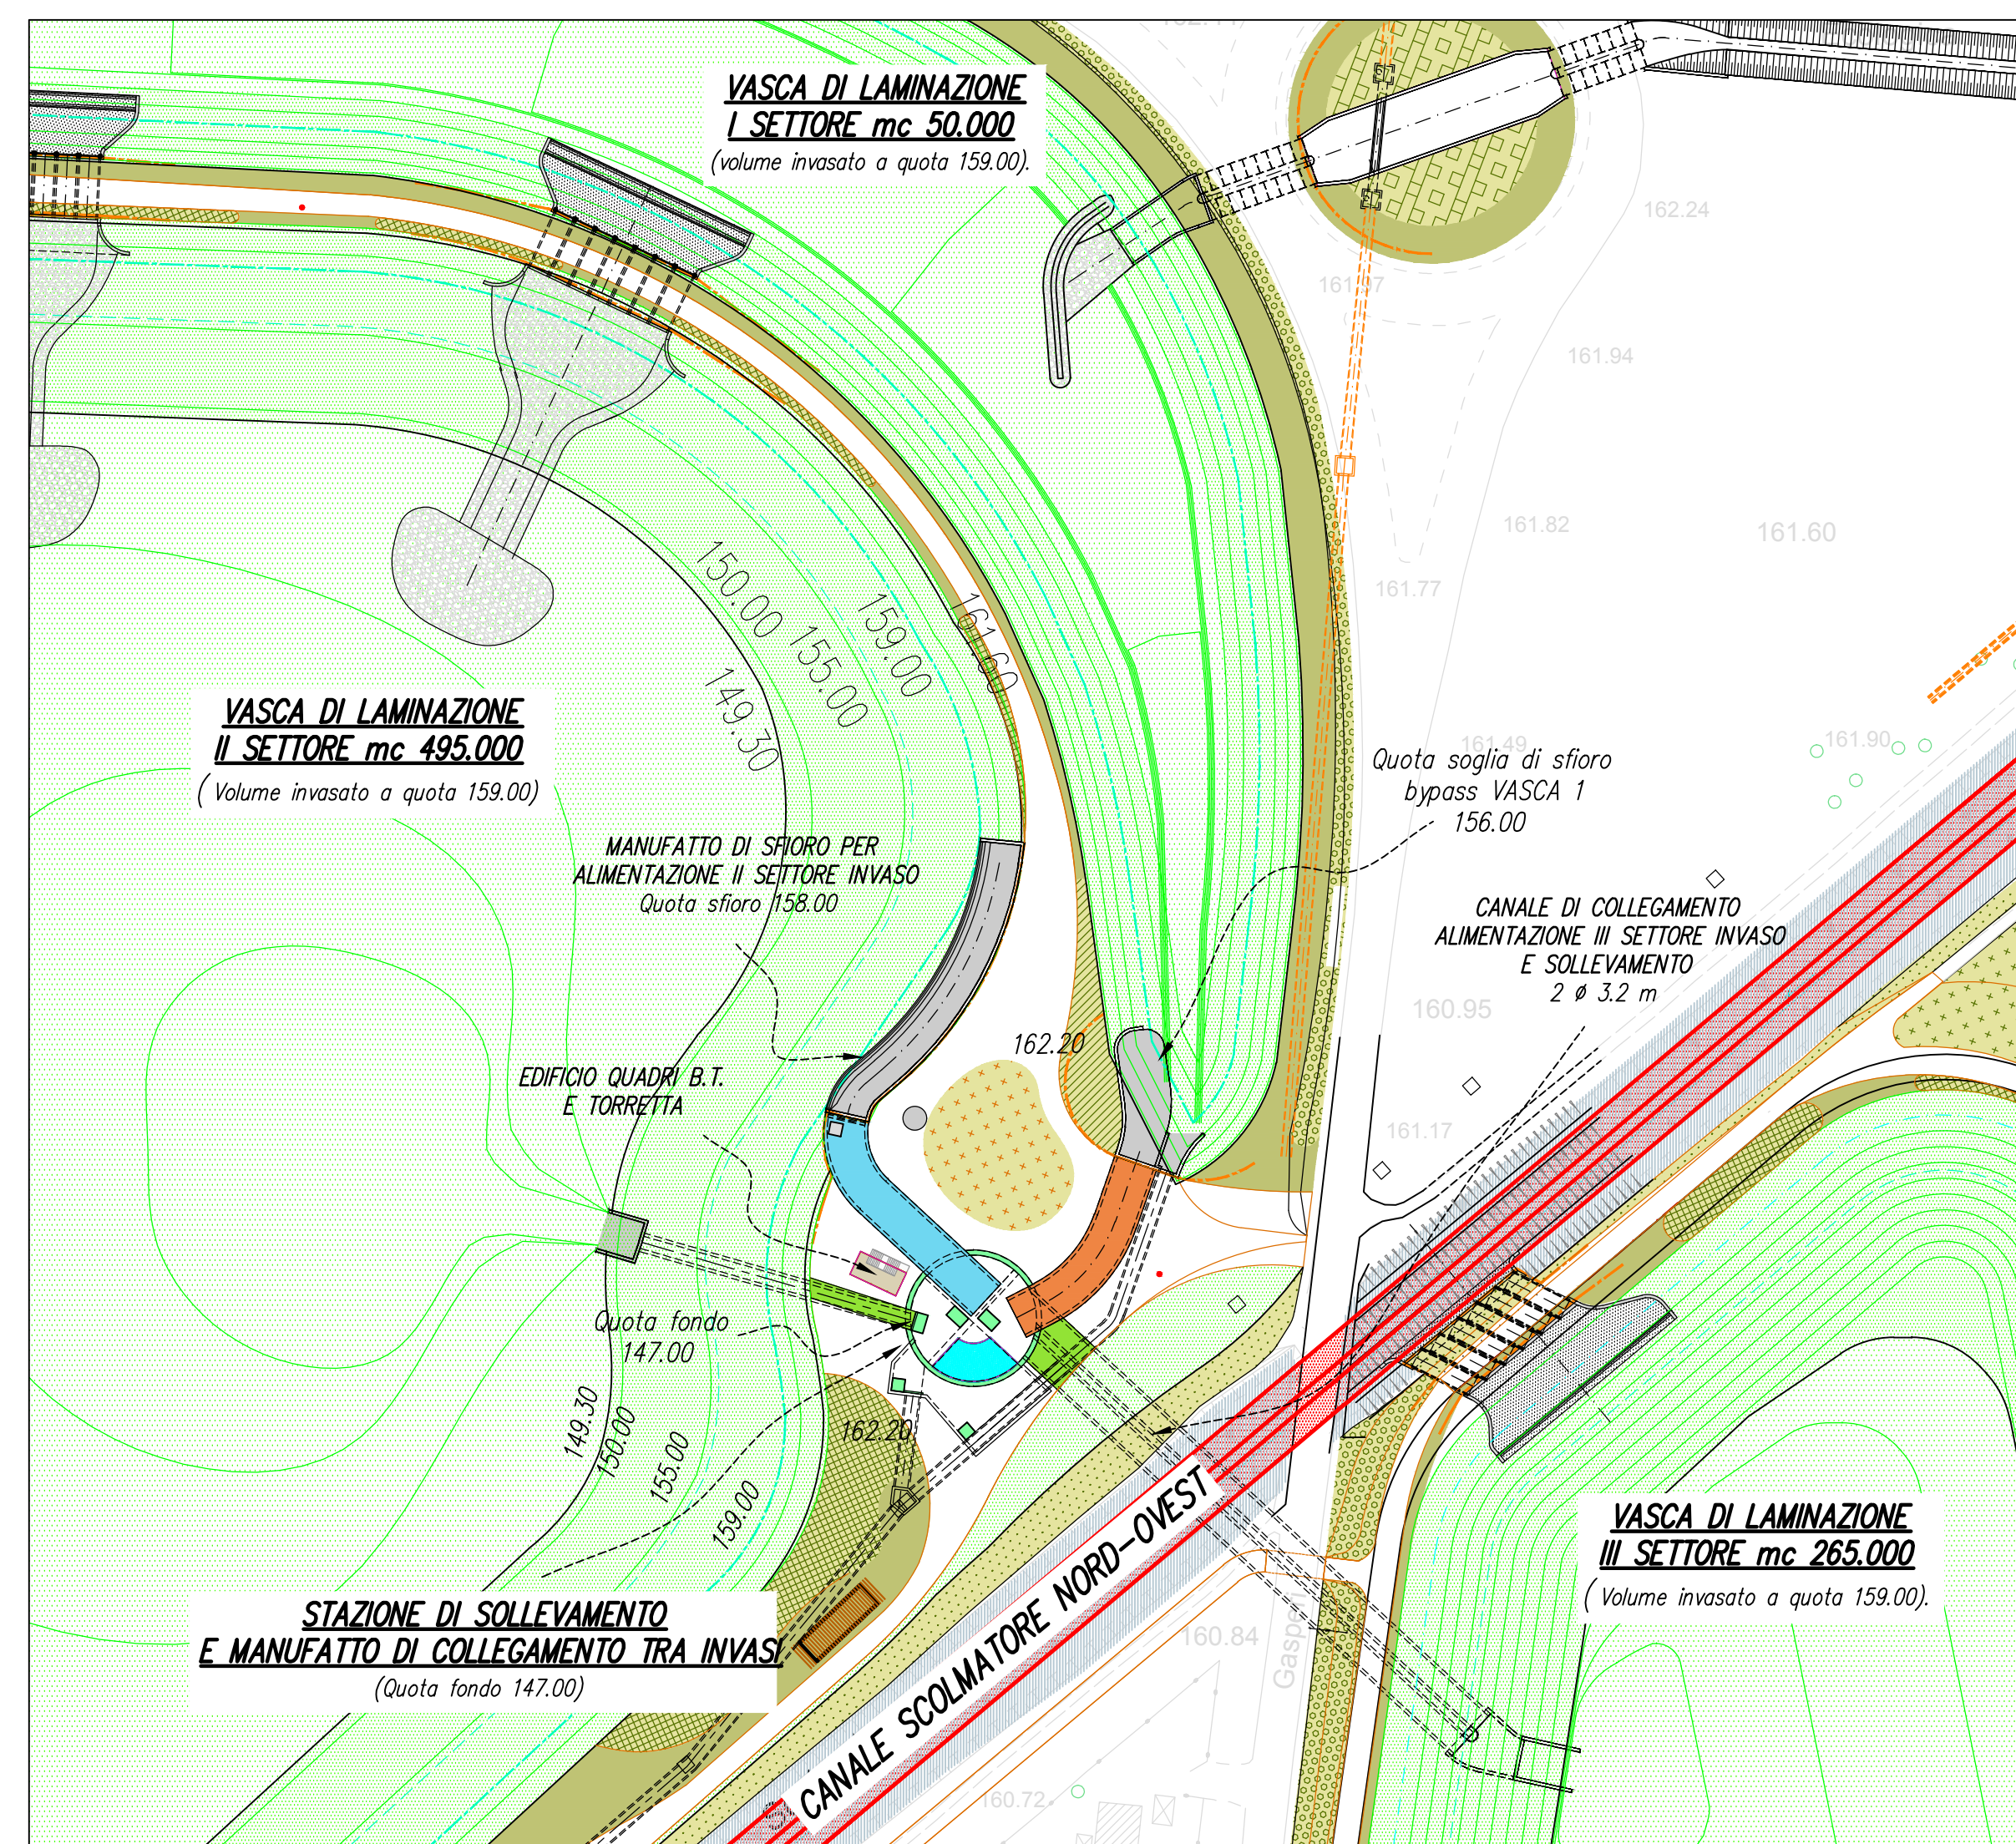 VASCA DI LAMINAZIONE
I SETTORE mc 50.000
(volume invasato a quota 159.00).
162.24
161.94
161.82
161.60
161.77
150.00
155.00
159.00
161.60
149.30
VASCA DI LAMINAZIONE
II SETTORE mc 495.000
( Volume invasato a quota 159.00)
161.49
161.90
Quota soglia di sfioro
bypass VASCA 1
156.00
MANUFATTO DI SFIORO PER
ALIMENTAZIONE II SETTORE INVASO
Quota sfioro 158.00
CANALE DI COLLEGAMENTO
ALIMENTAZIONE III SETTORE INVASO
E SOLLEVAMENTO
2 ø 3.2 m
160.95
162.20
EDIFICIO QUADRI B.T.
E TORRETTA
161.17
Quota fondo
147.00
149.30
150.00
155.00
159.00
162.20
CANALE SCOLMATORE NORD-OVEST
VASCA DI LAMINAZIONE
III SETTORE mc 265.000
( Volume invasato a quota 159.00).
STAZIONE DI SOLLEVAMENTO
E MANUFATTO DI COLLEGAMENTO TRA INVASI
(Quota fondo 147.00)
160.84
160.72